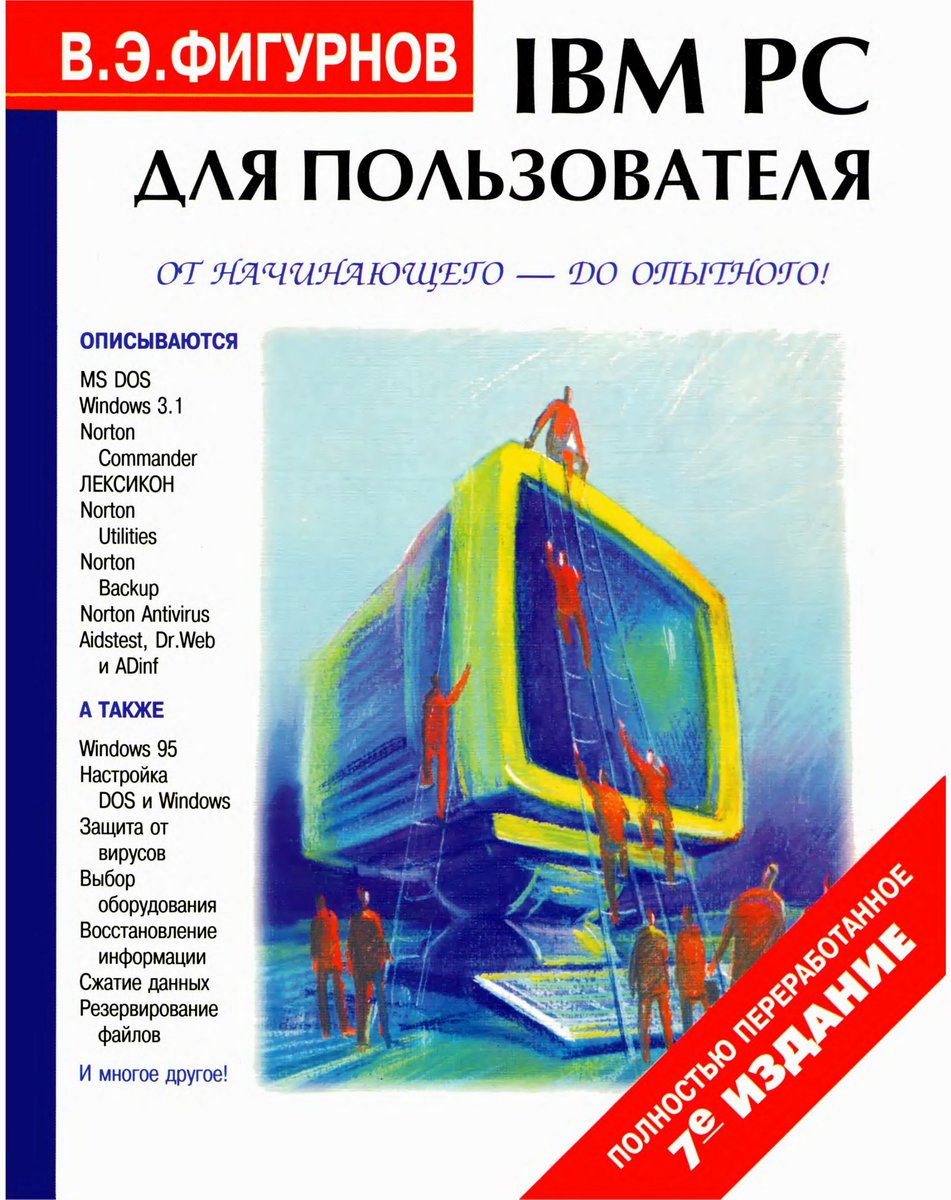 В.Э.ФИГУРНОВ
IBM PC
ДЛЯ ПОЛЬЗОВАТЕЛЯ
ОТ НАЧИНАЮЩЕГО — ДО ОПЫТНОГО!
ОПИСЫВАЮТСЯ
MS DOS
Windows 3.1
Norton
Commander
ЛЕКСИКОН
Norton
Utilities
Norton
Backup
Norton Antivirus
Aidstest, Dr.Web
и ADinf
А ТАКЖЕ
Windows 95
Настройка
DOS и Windows
Защита от
вирусов
Выбор
оборудования
Восстановление
информации
Сжатие данных
Резервирование
файлов
И многое другое!
ПОЛНОСТЬЮ ПЕРЕРАБОТАННОЕ
7е ИЗДАНИЕ